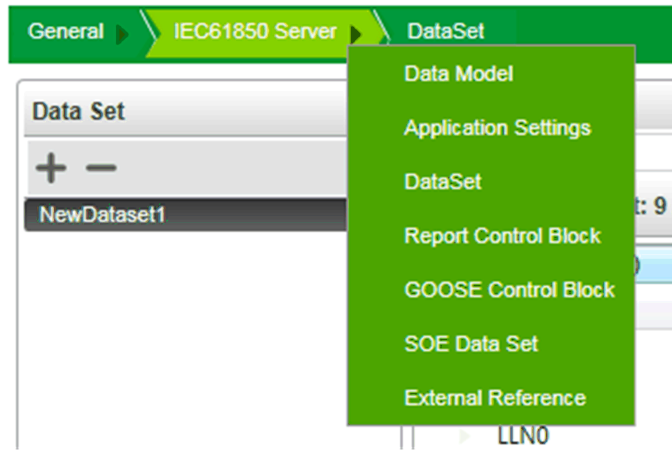 General IEC61850 Server DataSet
Data Model
Data Set
Application Settings
DataSet
NewDataset1
t: 9
Report Control Block
GOOSE Control Block
SOE Data Set
External Reference
LLN0